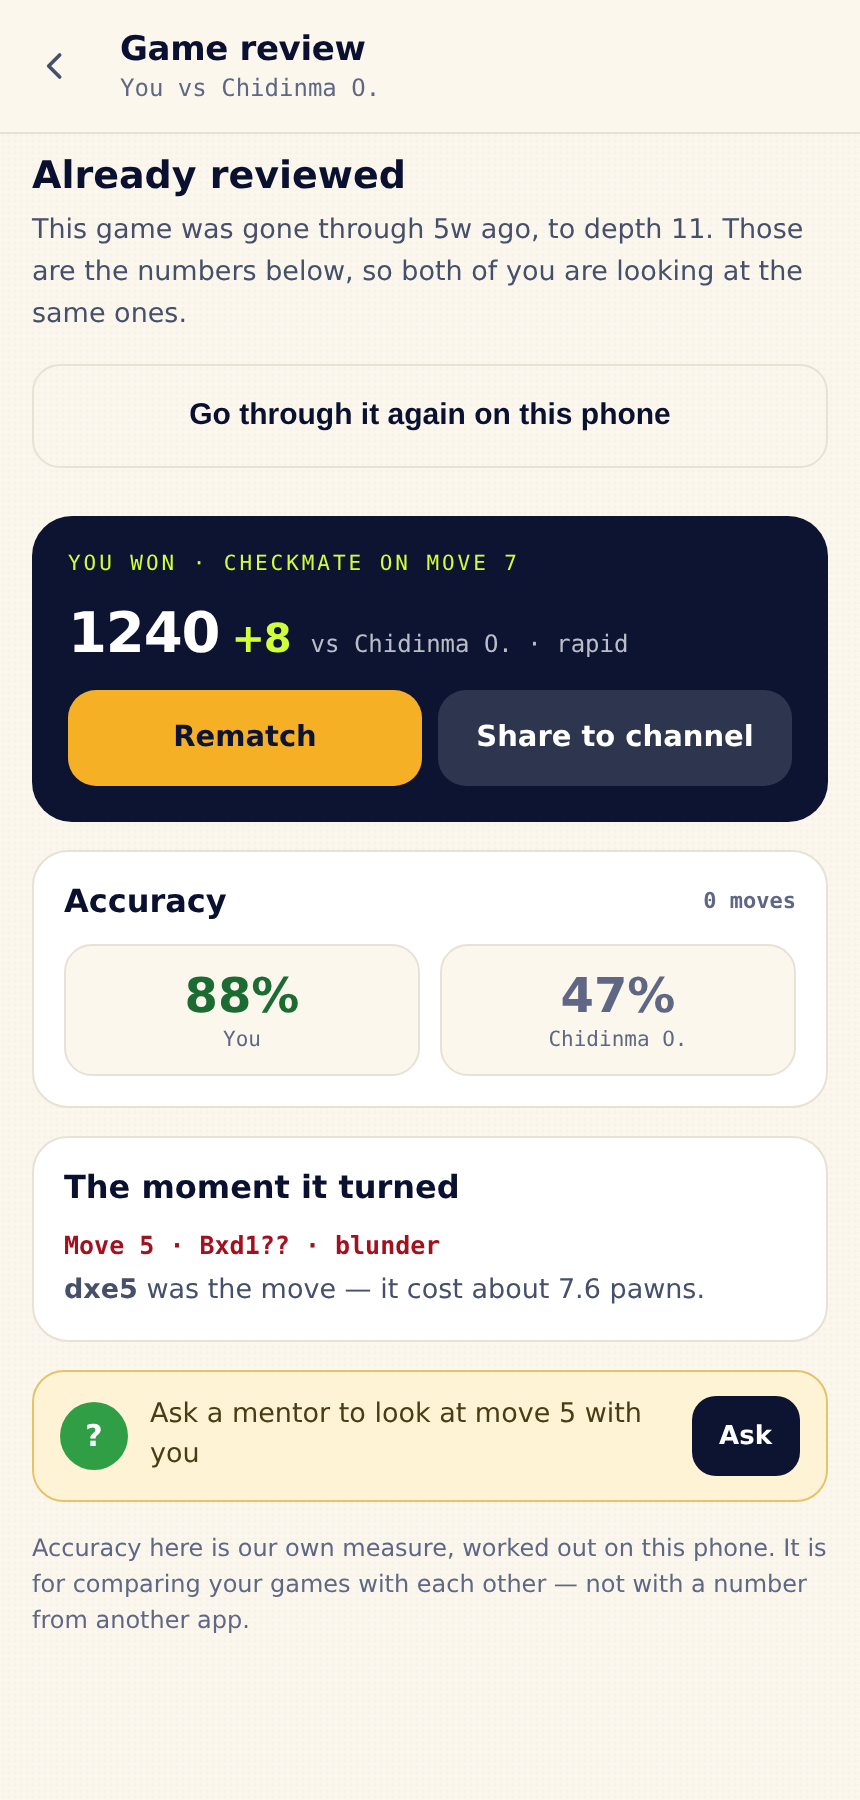 Game review
You vs Chidinma O.
Already reviewed
This game was gone through 5w ago, to depth 11. Those
are the numbers below, so both of you are looking at the
same ones.
Go through it again on this phone
YOU WON · CHECKMATE ON MOVE 7
1240 +8 vs Chidinma O. · rapid
Rematch
Share to channel
Accuracy
0 moves
88%
You
47%
Chidinma O.
The moment it turned
Move 5 · Bxd1?? · blunder
dxe5 was the move — it cost about 7.6 pawns.
?
Ask a mentor to look at move 5 with
you
Ask
Accuracy here is our own measure, worked out on this phone. It is
for comparing your games with each other — not with a number
from another app.